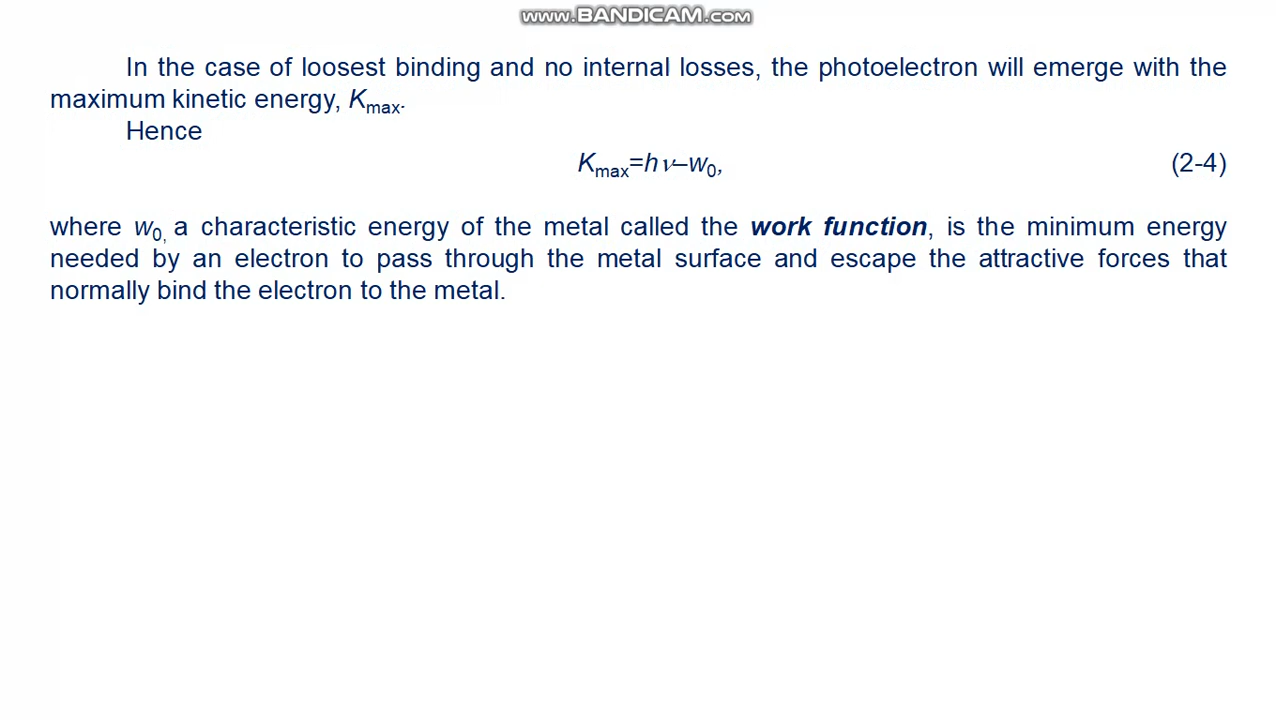 www.BANDICAM.com
In the case of loosest binding and no internal losses, the photoelectron will emerge with the
maximum kinetic energy, Kmax.
Hence
Kmax=hν–w0, (2-4)
where w0, a characteristic energy of the metal called the work function, is the minimum energy
needed by an electron to pass through the metal surface and escape the attractive forces that
normally bind the electron to the metal.